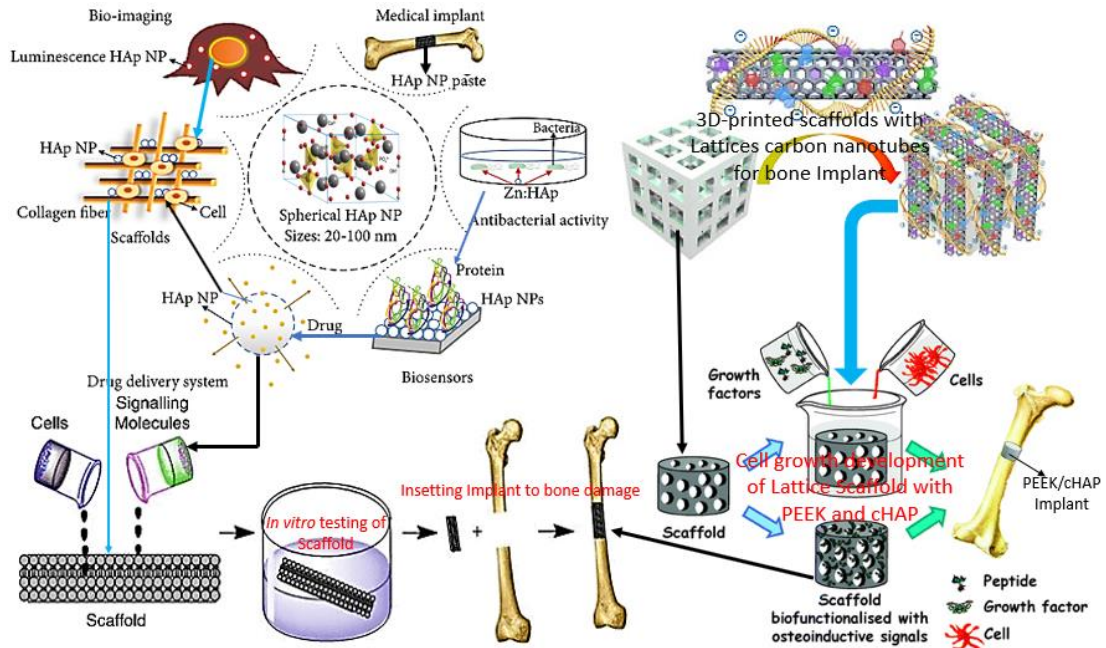 Bio-imaging
Luminescence HAp NP
Medical implant
HAp NP paste
HAp NP
Collagen fiber
Cell
Scaffolds
Spherical HAp NP
Sizes: 20-100 nm
Bacteria
Zn:HAp
Antibacterial activity
Protein
HAp NPs
Biosensors
HAp NP
Drug
Drug delivery system
3D-printed scaffolds with
Lattices carbon nanotubes
for bone Implant
Signalling
Molecules
Cells
Scaffold
In vitro testing of
Scaffold
Insetting Implant to bone damage
+
Growth
factors
Cells
Scaffold
Cell growth development
of Lattice Scaffold with
PEEK and cHAP
PEEK/cHAP
Implant
Scaffold
biofunctionalised with
osteoinductive signals
Peptide
Growth factor
Cell